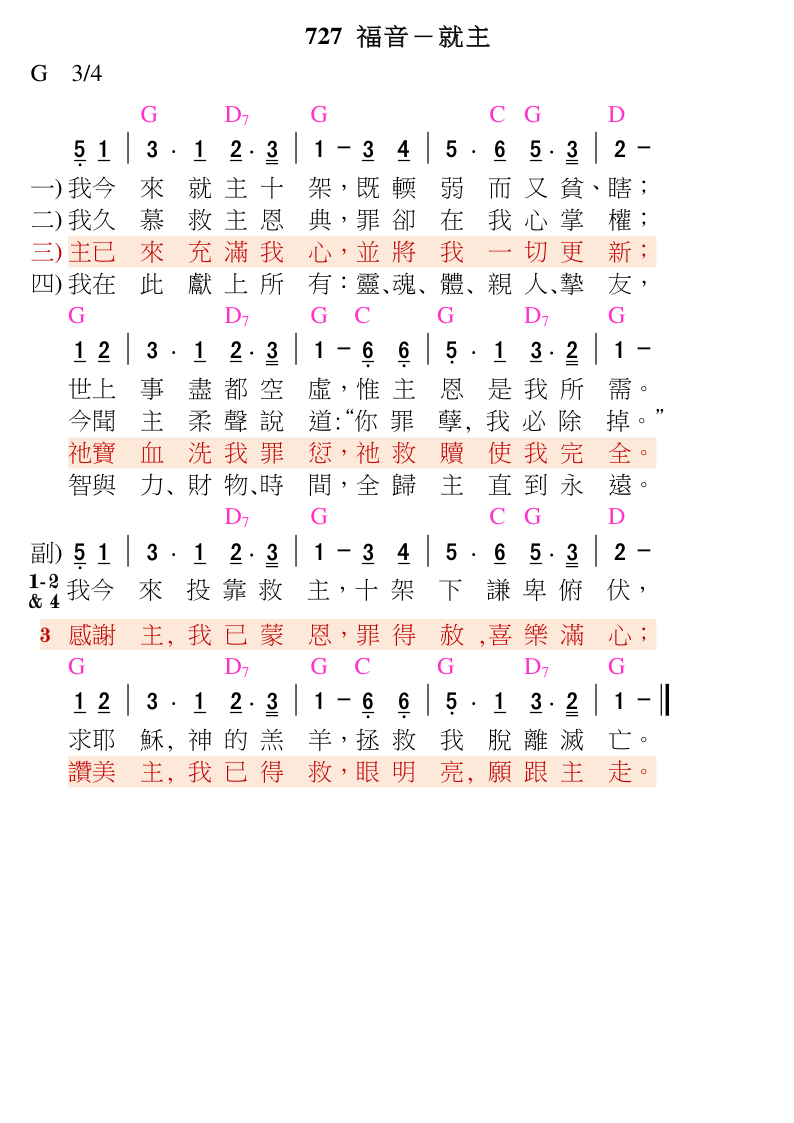 727 福音－就主
G 3/4
G D7 G C G D
5 1 | 3 · 1 2 · 3 | 1 – 3 4 | 5 · 6 5 · 3 | 2 –
一) 我今 來 就 主 十 架，既 輭 弱 而 又 貧、瞎；
二) 我久 慕 救 主 恩 典，罪 卻 在 我 心 掌 權；
三) 主已 來 充 滿 我 心，並 將 我 一 切 更 新；
四) 我在 此 獻 上 所 有：靈、魂、體、親 人、摯 友，
G D7 G C G D7 G
1 2 | 3 · 1 2 · 3 | 1 – 6 6 | 5 · 1 3 · 2 | 1 –
世上 事 盡 都 空 虛，惟 主 恩 是 我 所 需。
今聞 主 柔 聲 說 道:“你 罪 孽, 我 必 除 掉。”
祂寶 血 洗 我 罪 愆，祂 救 贖 使 我 完 全。
智與 力、財 物、時 間，全 歸 主 直 到 永 遠。
D7 G C G D
副) 5 1 | 3 · 1 2 · 3 | 1 – 3 4 | 5 · 6 5 · 3 | 2 –
1-2 & 4 我今 來 投 靠 救 主，十 架 下 謙 卑 俯 伏，
3 感謝 主, 我 已 蒙 恩，罪 得 赦 ,喜 樂 滿 心；
G D7 G C G D7 G
1 2 | 3 · 1 2 · 3 | 1 – 6 6 | 5 · 1 3 · 2 | 1 – ‖
求耶 穌, 神 的 羔 羊，拯 救 我 脫 離 滅 亡。
讚美 主, 我 已 得 救，眼 明 亮, 願 跟 主 走。